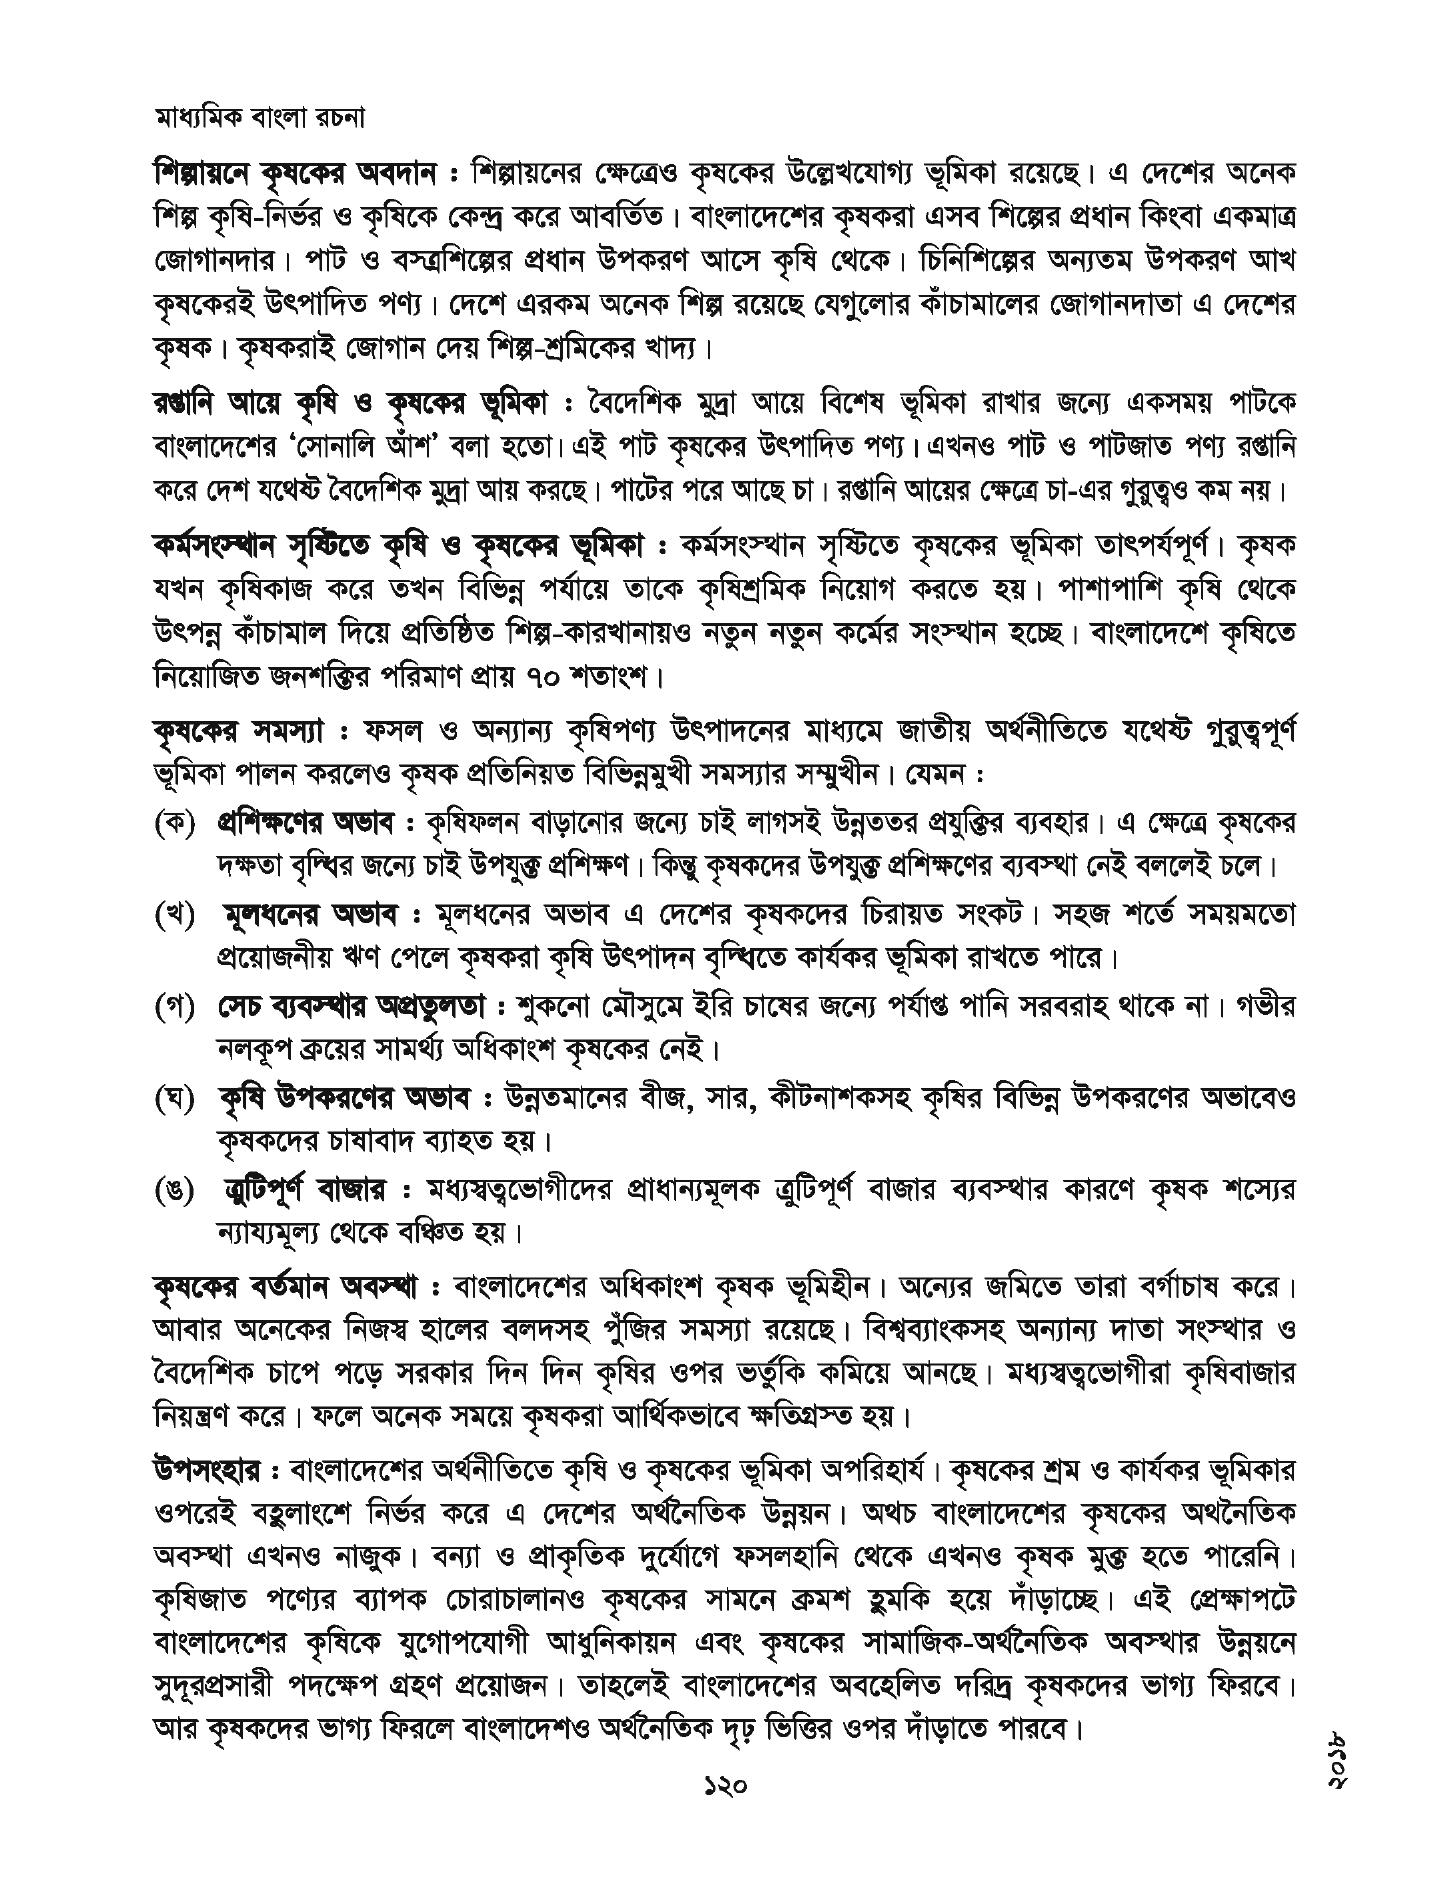 মাধ্যমিক বাংলা রচনা
শিল্পায়নে কৃষকের অবদান : শিল্পায়নের ক্ষেত্রেও কৃষকের উল্লেখযোগ্য ভূমিকা রয়েছে। এ দেশের অনেক
শিল্প কৃষি-নির্ভর ও কৃষিকে কেন্দ্র করে আবর্তিত। বাংলাদেশের কৃষকরা এসব শিল্পের প্রধান কিংবা একমাত্র
জোগানদার। পাট ও বস্ত্রশিল্পের প্রধান উপকরণ আসে কৃষি থেকে। চিনিশিল্পের অন্যতম উপকরণ আখ
কৃষকেরই উৎপাদিত পণ্য। দেশে এরকম অনেক শিল্প রয়েছে যেগুলোর কাঁচামালের জোগানদাতা এ দেশের
কৃষক। কৃষকরাই জোগান দেয় শিল্প-শ্রমিকের খাদ্য।
রপ্তানি আয়ে কৃষি ও কৃষকের ভূমিকা : বৈদেশিক মুদ্রা আয়ে বিশেষ ভূমিকা রাখার জন্যে একসময় পাটকে
বাংলাদেশের ‘সোনালি আঁশ’ বলা হতো। এই পাট কৃষকের উৎপাদিত পণ্য। এখনও পাট ও পাটজাত পণ্য রপ্তানি
করে দেশ যথেষ্ট বৈদেশিক মুদ্রা আয় করছে। পাটের পরে আছে চা। রপ্তানি আয়ের ক্ষেত্রে চা-এর গুরুত্বও কম নয়।
কর্মসংস্থান সৃষ্টিতে কৃষি ও কৃষকের ভূমিকা : কর্মসংস্থান সৃষ্টিতে কৃষকের ভূমিকা তাৎপর্যপূর্ণ। কৃষক
যখন কৃষিকাজ করে তখন বিভিন্ন পর্যায়ে তাকে কৃষিশ্রমিক নিয়োগ করতে হয়। পাশাপাশি কৃষি থেকে
উৎপন্ন কাঁচামাল দিয়ে প্রতিষ্ঠিত শিল্প-কারখানায়ও নতুন নতুন কর্মের সংস্থান হচ্ছে। বাংলাদেশে কৃষিতে
নিয়োজিত জনশক্তির পরিমাণ প্রায় ৭০ শতাংশ।
কৃষকের সমস্যা : ফসল ও অন্যান্য কৃষিপণ্য উৎপাদনের মাধ্যমে জাতীয় অর্থনীতিতে যথেষ্ট গুরুত্বপূর্ণ
ভূমিকা পালন করলেও কৃষক প্রতিনিয়ত বিভিন্নমুখী সমস্যার সম্মুখীন। যেমন :
(ক) প্রশিক্ষণের অভাব : কৃষিফলন বাড়ানোর জন্যে চাই লাগসই উন্নততর প্রযুক্তির ব্যবহার। এ ক্ষেত্রে কৃষকের
দক্ষতা বৃদ্ধির জন্যে চাই উপযুক্ত প্রশিক্ষণ। কিন্তু কৃষকদের উপযুক্ত প্রশিক্ষণের ব্যবস্থা নেই বললেই চলে।
(খ) মূলধনের অভাব : মূলধনের অভাব এ দেশের কৃষকদের চিরায়ত সংকট। সহজ শর্তে সময়মতো
প্রয়োজনীয় ঋণ পেলে কৃষকরা কৃষি উৎপাদন বৃদ্ধিতে কার্যকর ভূমিকা রাখতে পারে।
(গ) সেচ ব্যবস্থার অপ্রতুলতা : শুকনো মৌসুমে ইরি চাষের জন্যে পর্যাপ্ত পানি সরবরাহ থাকে না। গভীর
নলকূপ ক্রয়ের সামর্থ্য অধিকাংশ কৃষকের নেই।
(ঘ) কৃষি উপকরণের অভাব : উন্নতমানের বীজ, সার, কীটনাশকসহ কৃষির বিভিন্ন উপকরণের অভাবেও
কৃষকদের চাষাবাদ ব্যাহত হয়।
(ঙ) ত্রুটিপূর্ণ বাজার : মধ্যস্বত্বভোগীদের প্রাধান্যমূলক ত্রুটিপূর্ণ বাজার ব্যবস্থার কারণে কৃষক শস্যের
ন্যায্যমূল্য থেকে বঞ্চিত হয়।
কৃষকের বর্তমান অবস্থা : বাংলাদেশের অধিকাংশ কৃষক ভূমিহীন। অন্যের জমিতে তারা বর্গাচাষ করে।
আবার অনেকের নিজস্ব হালের বলদসহ পুঁজির সমস্যা রয়েছে। বিশ্বব্যাংকসহ অন্যান্য দাতা সংস্থার ও
বৈদেশিক চাপে পড়ে সরকার দিন দিন কৃষির ওপর ভর্তুকি কমিয়ে আনছে। মধ্যস্বত্বভোগীরা কৃষিবাজার
নিয়ন্ত্রণ করে। ফলে অনেক সময়ে কৃষকরা আর্থিকভাবে ক্ষতিগ্রস্ত হয়।
উপসংহার : বাংলাদেশের অর্থনীতিতে কৃষি ও কৃষকের ভূমিকা অপরিহার্য। কৃষকের শ্রম ও কার্যকর ভূমিকার
ওপরেই বহুলাংশে নির্ভর করে এ দেশের অর্থনৈতিক উন্নয়ন। অথচ বাংলাদেশের কৃষকের অথনৈতিক
অবস্থা এখনও নাজুক। বন্যা ও প্রাকৃতিক দুর্যোগে ফসলহানি থেকে এখনও কৃষক মুক্ত হতে পারেনি।
কৃষিজাত পণ্যের ব্যাপক চোরাচালানও কৃষকের সামনে ক্রমশ হুমকি হয়ে দাঁড়াচ্ছে। এই প্রেক্ষাপটে
বাংলাদেশের কৃষিকে যুগোপযোগী আধুনিকায়ন এবং কৃষকের সামাজিক-অর্থনৈতিক অবস্থার উন্নয়নে
সুদূরপ্রসারী পদক্ষেপ গ্রহণ প্রয়োজন। তাহলেই বাংলাদেশের অবহেলিত দরিদ্র কৃষকদের ভাগ্য ফিরবে।
আর কৃষকদের ভাগ্য ফিরলে বাংলাদেশও অর্থনৈতিক দৃঢ় ভিত্তির ওপর দাঁড়াতে পারবে।
১২০
২০১৮